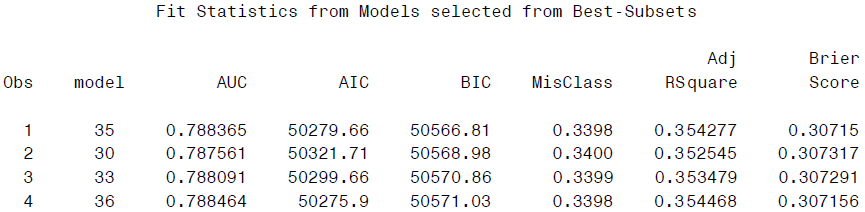 Fit Statistics from Models selected from Best-Subsets
Adj Brier
Obs model AUC AIC BIC MisClass RSquare Score
1 35 0.788365 50279.66 50566.81 0.3398 0.354277 0.30715
2 30 0.787561 50321.71 50568.98 0.3400 0.352545 0.307317
3 33 0.788091 50299.66 50570.86 0.3399 0.353479 0.307291
4 36 0.788464 50275.9 50571.03 0.3398 0.354468 0.307156